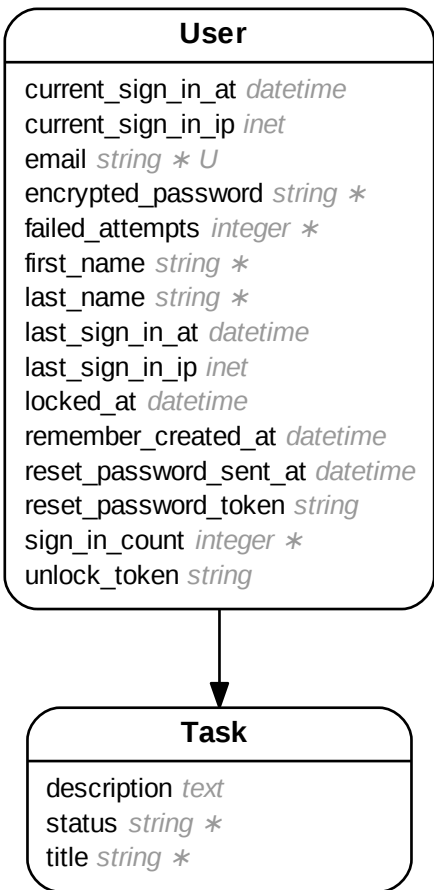 User
current_sign_in_at datetime
current_sign_in_ip inet
email string ∗ U
encrypted_password string ∗
failed_attempts integer ∗
first_name string ∗
last_name string ∗
last_sign_in_at datetime
last_sign_in_ip inet
locked_at datetime
remember_created_at datetime
reset_password_sent_at datetime
reset_password_token string
sign_in_count integer ∗
unlock_token string
Task
description text
status string ∗
title string ∗